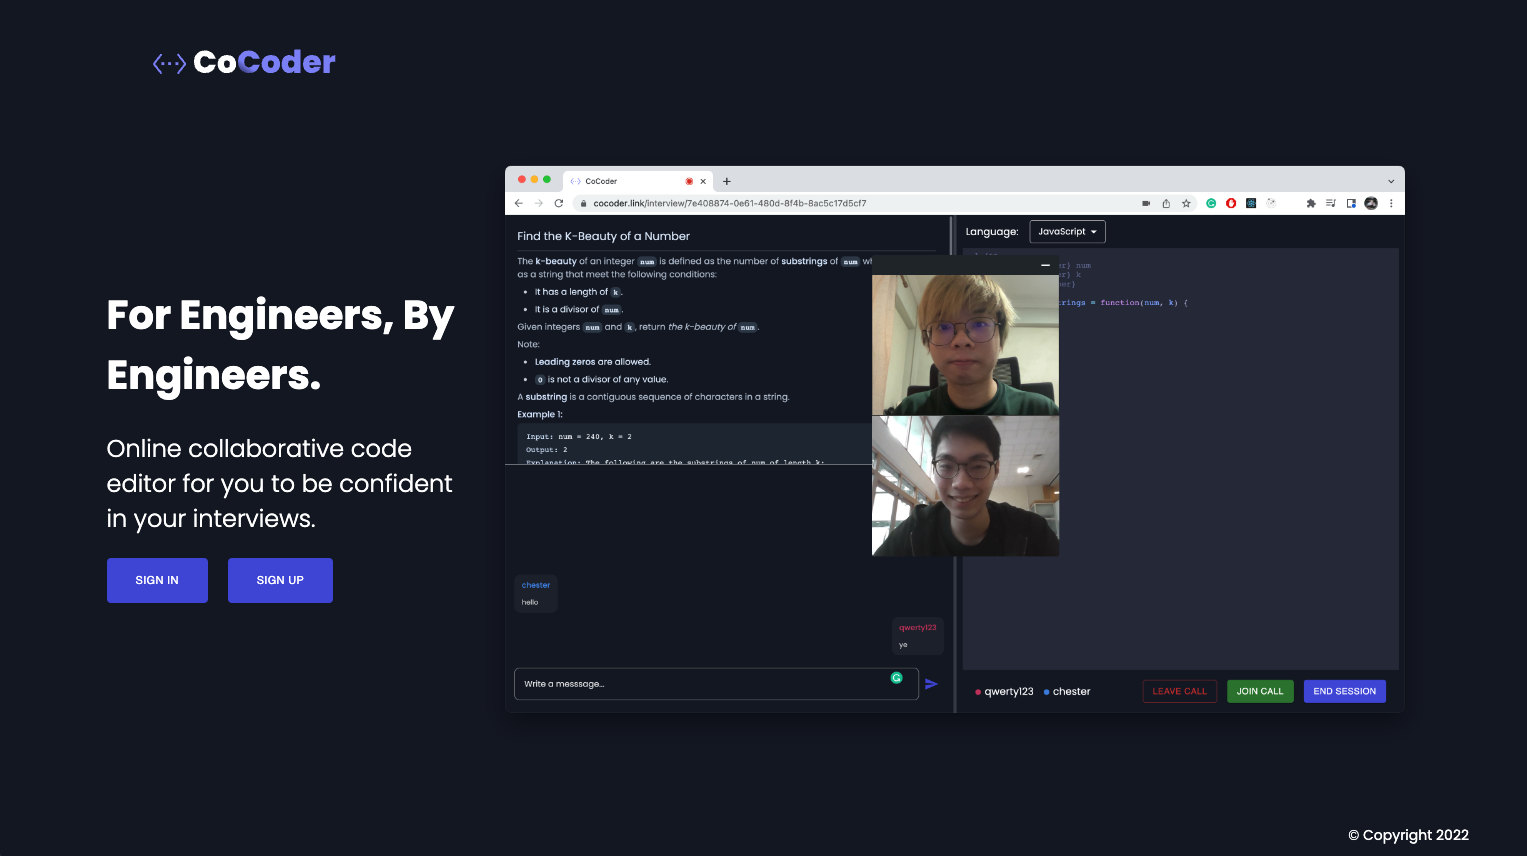 CoCoder
For Engineers, By
Engineers.
Online collaborative code
editor for you to be confident
in your interviews.
SIGN IN
SIGN UP
CoCoder
cocoder.link/interview/7e408874-0e61-480d-8f4b-8ac5c17d5cf7
Find the K-Beauty of a Number
The k-beauty of an integer num is defined as the number of substrings of num
as a string that meet the following conditions:
It has a length of k.
It is a divisor of num.
Given integers num and k, return the k-beauty of num.
Note:
Leading zeros are allowed.
0 is not a divisor of any value.
A substring is a contiguous sequence of characters in a string.
Example 1:
Input: num = 240, k = 2
Output: 2
Explanation: The following are the substrings of num of length k:
chester
hello
qwerty123
ye
Write a messsage...
Language:
JavaScript
er} num
er} k
er}
trings = function(num, k) {
qwerty123
chester
LEAVE CALL
JOIN CALL
END SESSION
© Copyright 2022